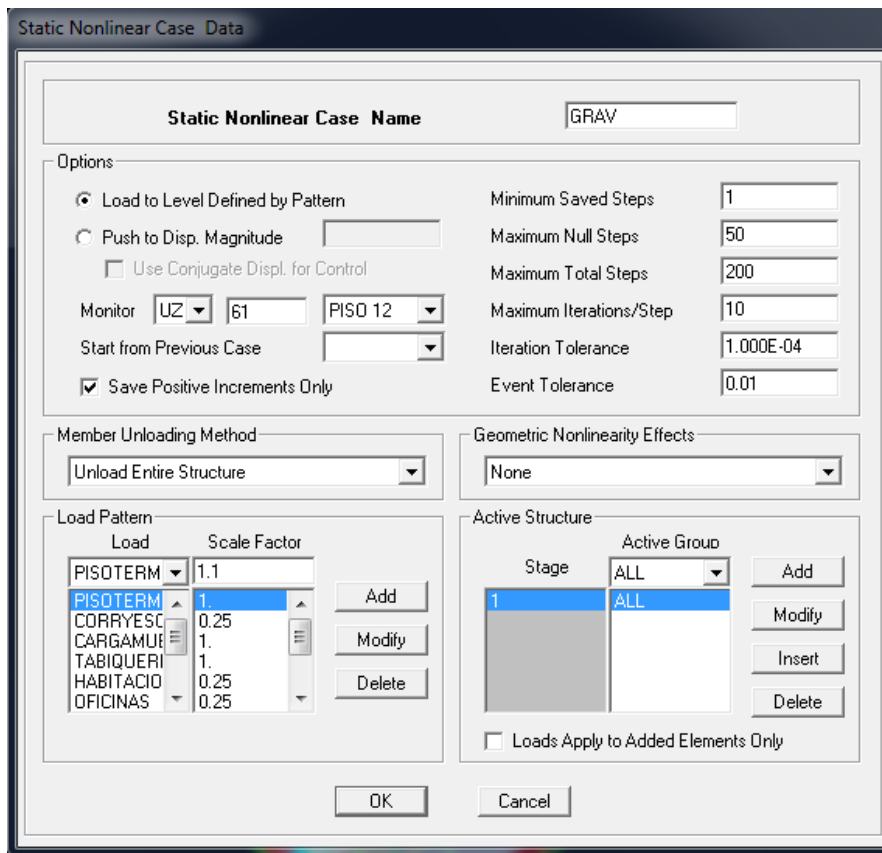 Static Nonlinear Case Data
Static Nonlinear Case Name
GRAV
Options
Load to Level Defined by Pattern
Push to Disp. Magnitude
Use Conjugate Displ. for Control
Monitor UZ 61 PISO 12
Start from Previous Case
Save Positive Increments Only
Minimum Saved Steps 1
Maximum Null Steps 50
Maximum Total Steps 200
Maximum Iterations/Step 10
Iteration Tolerance 1.000E-04
Event Tolerance 0.01
Member Unloading Method
Unload Entire Structure
Geometric Nonlinearity Effects
None
Load Pattern
Load Scale Factor
PISOTERM 1.1
PISOTERM 1.
CORRYESC 0.25
CARGAMUE 1.
TABIQUERI 1.
HABITACIO 0.25
OFICINAS 0.25
Add
Modify
Delete
Active Structure
Active Group
Stage ALL
1 ALL
Add
Modify
Insert
Delete
Loads Apply to Added Elements Only
OK Cancel